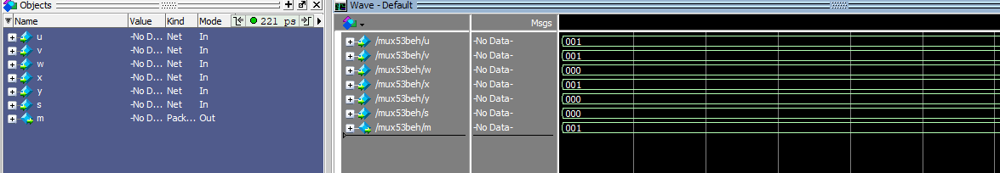 Objects
Name Value Kind Mode 221 ps
u -No D... Net In
v -No D... Net In
w -No D... Net In
x -No D... Net In
y -No D... Net In
s -No D... Net In
m -No D... Pack... Out
Wave - Default
Msgs
/mux53beh/u -No Data- 001
/mux53beh/v -No Data- 001
/mux53beh/w -No Data- 000
/mux53beh/x -No Data- 001
/mux53beh/y -No Data- 000
/mux53beh/s -No Data- 000
/mux53beh/m -No Data- 001